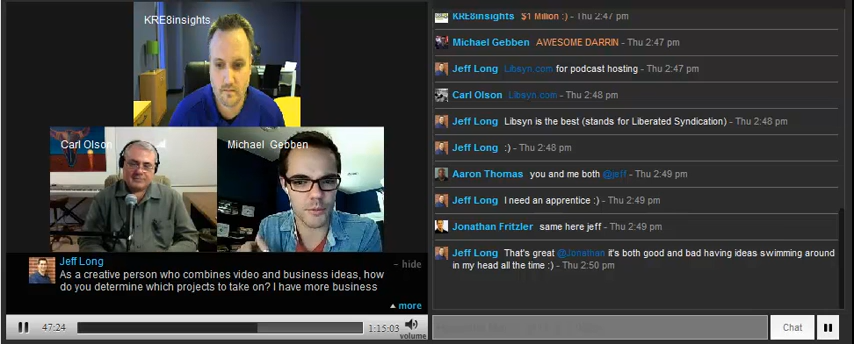 KRE8insights
Carl Olson
Michael Gebben
Jeff Long
– hide
As a creative person who combines video and business ideas, how
do you determine which projects to take on? I have more business
more
47:24
1:15:03
volume
KRE8insights $1 Million :) - Thu 2:47 pm
Michael Gebben AWESOME DARRIN - Thu 2:47 pm
Jeff Long Libsyn.com for podcast hosting - Thu 2:47 pm
Carl Olson Libsyn.com - Thu 2:48 pm
Jeff Long Libsyn is the best (stands for Liberated Syndication) - Thu 2:48 pm
Jeff Long :) - Thu 2:48 pm
Aaron Thomas you and me both @jeff - Thu 2:49 pm
Jeff Long I need an apprentice :) - Thu 2:49 pm
Jonathan Fritzler same here jeff - Thu 2:49 pm
Jeff Long That's great @Jonathan it's both good and bad having ideas swimming around
in my head all the time :) - Thu 2:50 pm
Chat